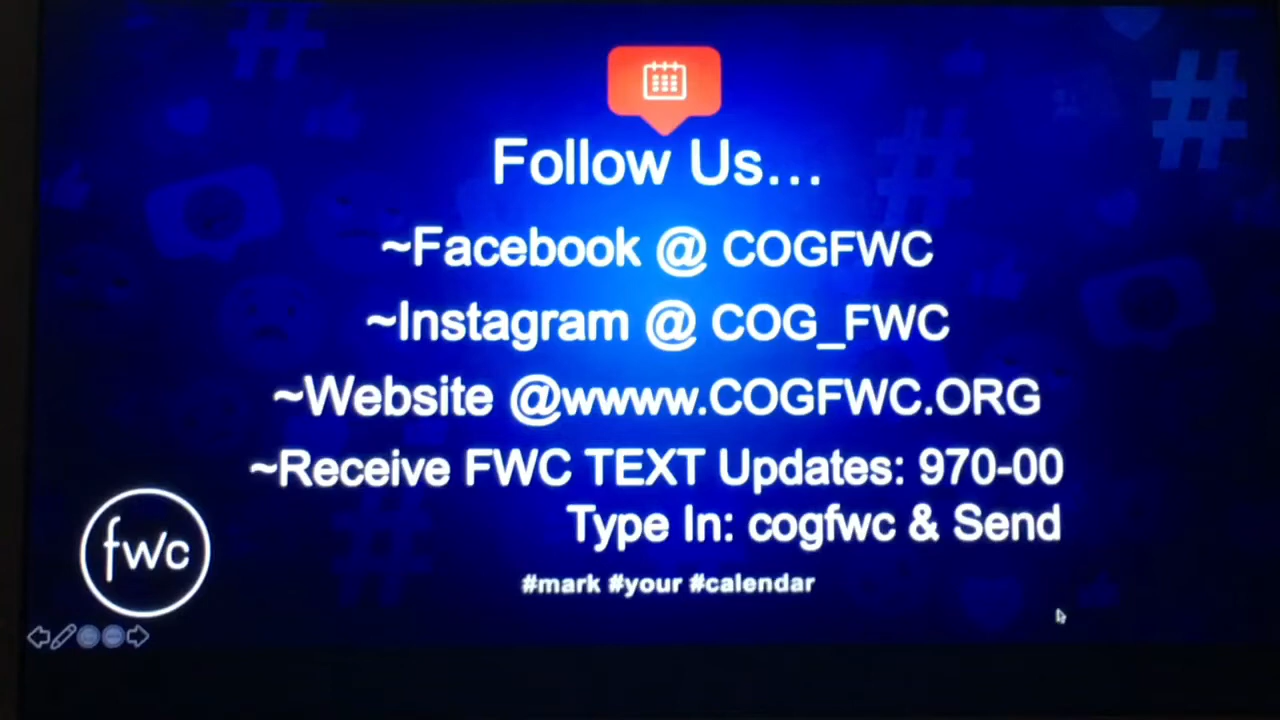 Follow Us...
~Facebook @ COGFWC
~Instagram @ COG_FWC
~Website @wwww.COGFWC.ORG
~Receive FWC TEXT Updates: 970-00
Type In: cogfwc & Send
#mark #your #calendar
fwc